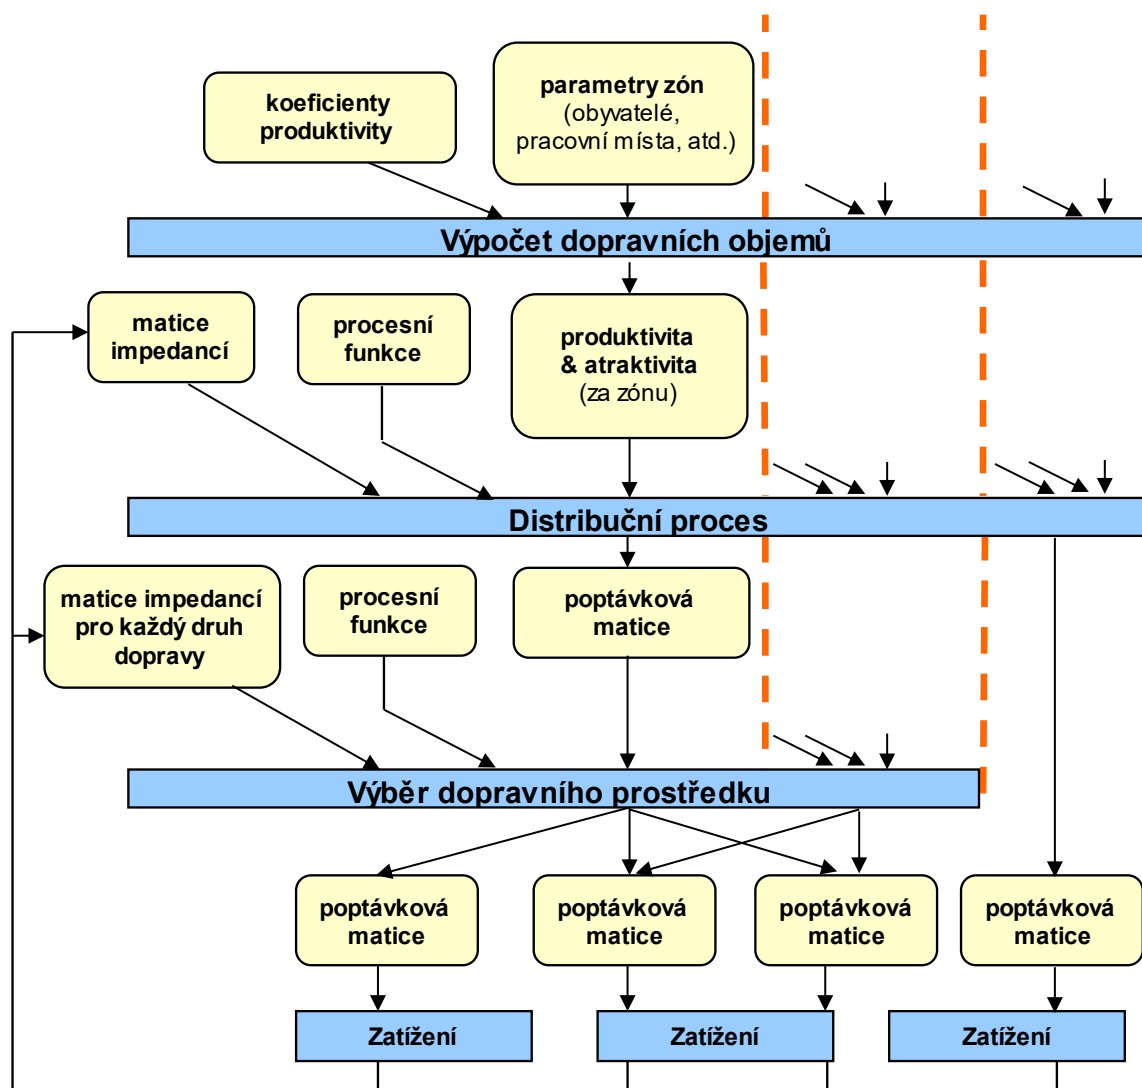 koeficienty
produktivity
parametry zón
(obyvatelé,
pracovní místa, atd.)
Výpočet dopravních objemů
matice
impedancí
procesní
funkce
produktivita
& atraktivita
(za zónu)
Distribuční proces
matice impedancí
pro každý druh
dopravy
procesní
funkce
poptávková
matice
Výběr dopravního prostředku
poptávková
matice
poptávková
matice
poptávková
matice
poptávková
matice
Zatížení
Zatížení
Zatížení